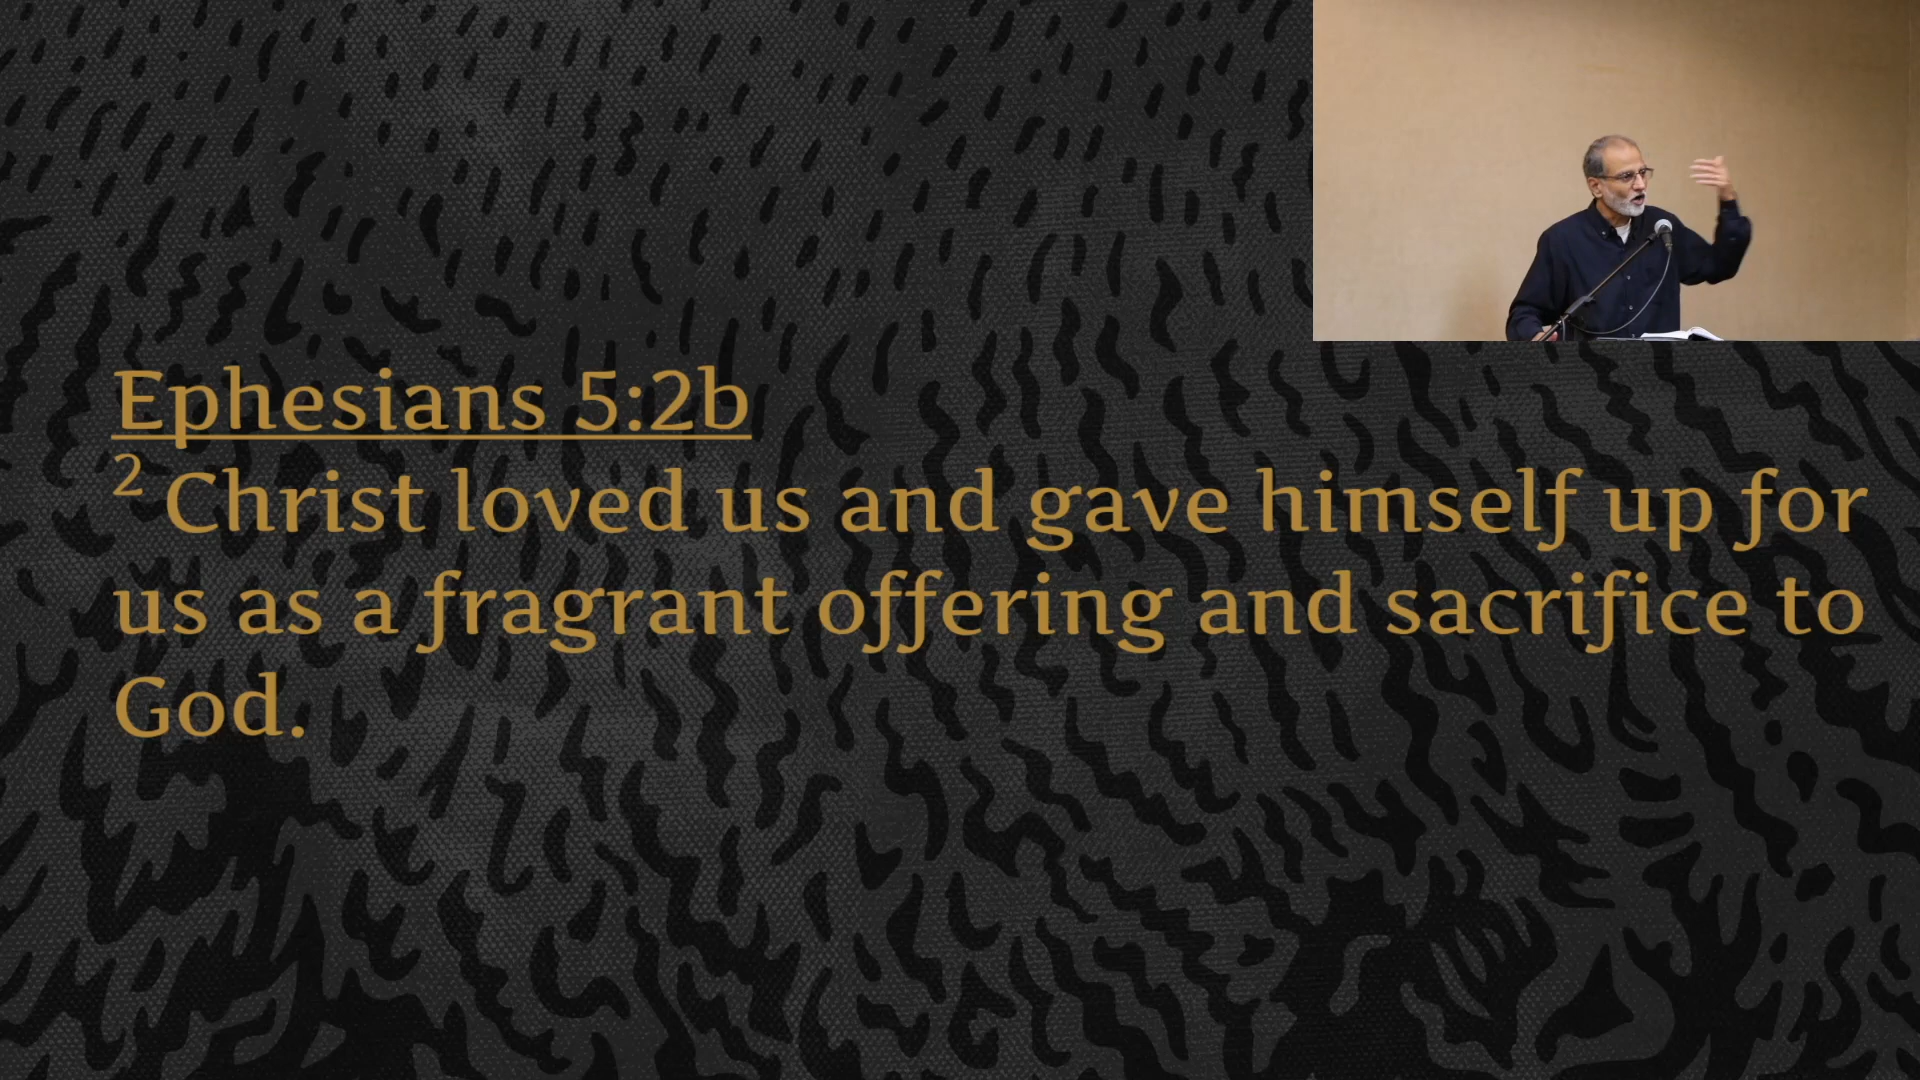 Ephesians 5:2b
2 Christ loved us and gave himself up for
us as a fragrant offering and sacrifice to
God.